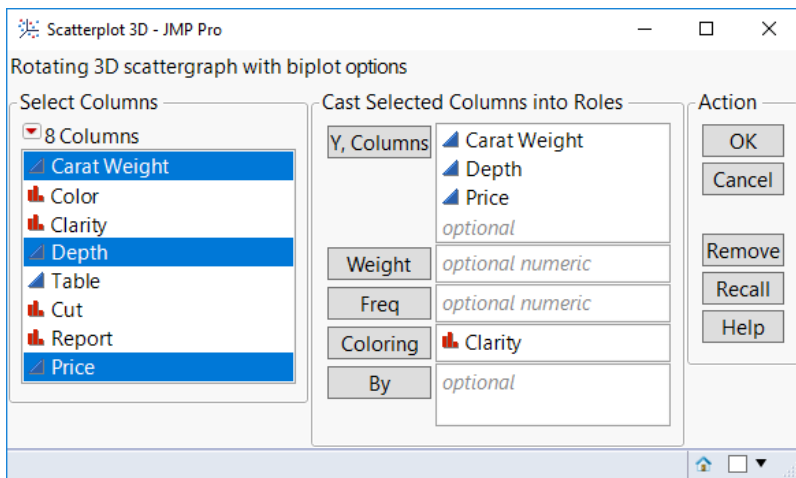 Scatterplot 3D - JMP Pro
Rotating 3D scattergraph with biplot options
Select Columns
8 Columns
Carat Weight
Color
Clarity
Depth
Table
Cut
Report
Price
Cast Selected Columns into Roles
Y, Columns
Carat Weight
Depth
Price
optional
Weight
optional numeric
Freq
optional numeric
Coloring
Clarity
By
optional
Action
OK
Cancel
Remove
Recall
Help